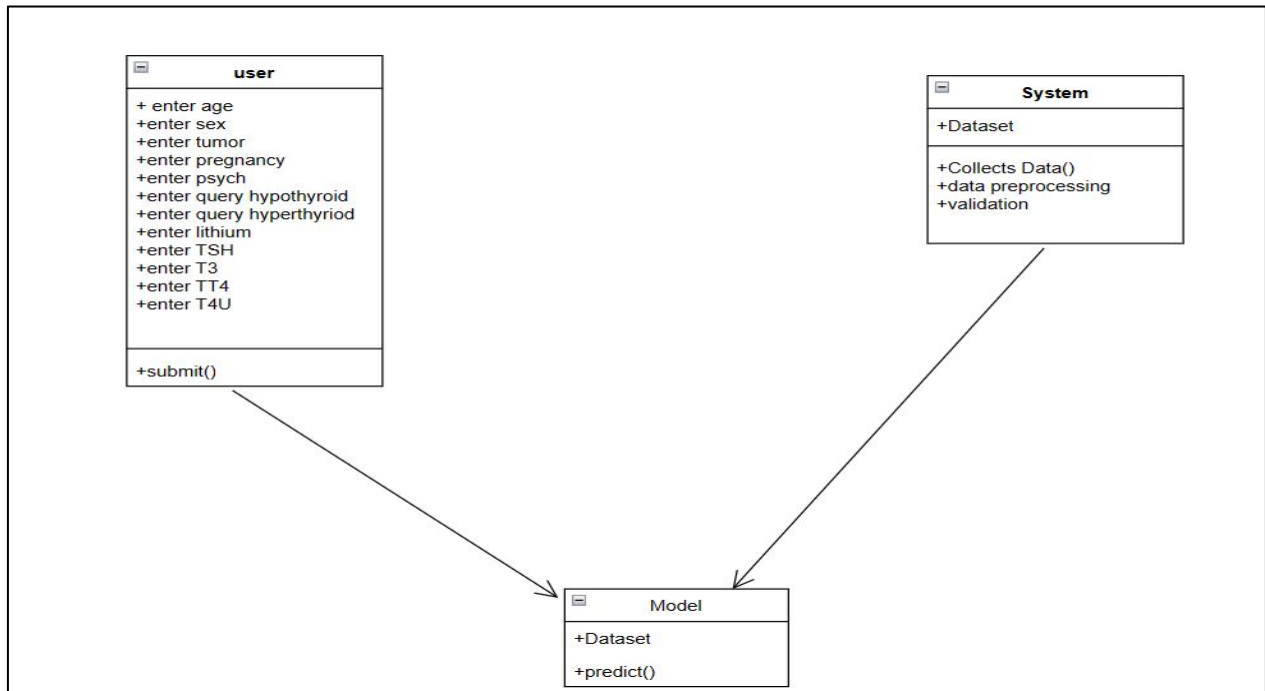 user
+ enter age
+enter sex
+enter tumor
+enter pregnancy
+enter psych
+enter query hypothyroid
+enter query hyperthyriod
+enter lithium
+enter TSH
+enter T3
+enter TT4
+enter T4U
+submit()
System
+Dataset
+Collects Data()
+data preprocessing
+validation
Model
+Dataset
+predict()